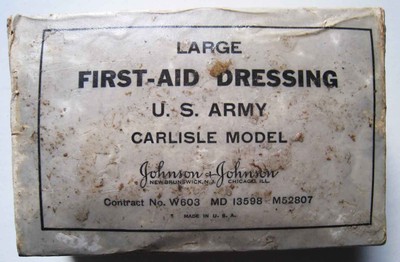 LARGE
FIRST-AID DRESSING
U. S. ARMY
CARLISLE MODEL
Johnson & Johnson
NEW BRUNSWICK, N.J. CHICAGO, ILL.
Contract No. W603 MD 13598 - M52807
MADE IN U. S. A.